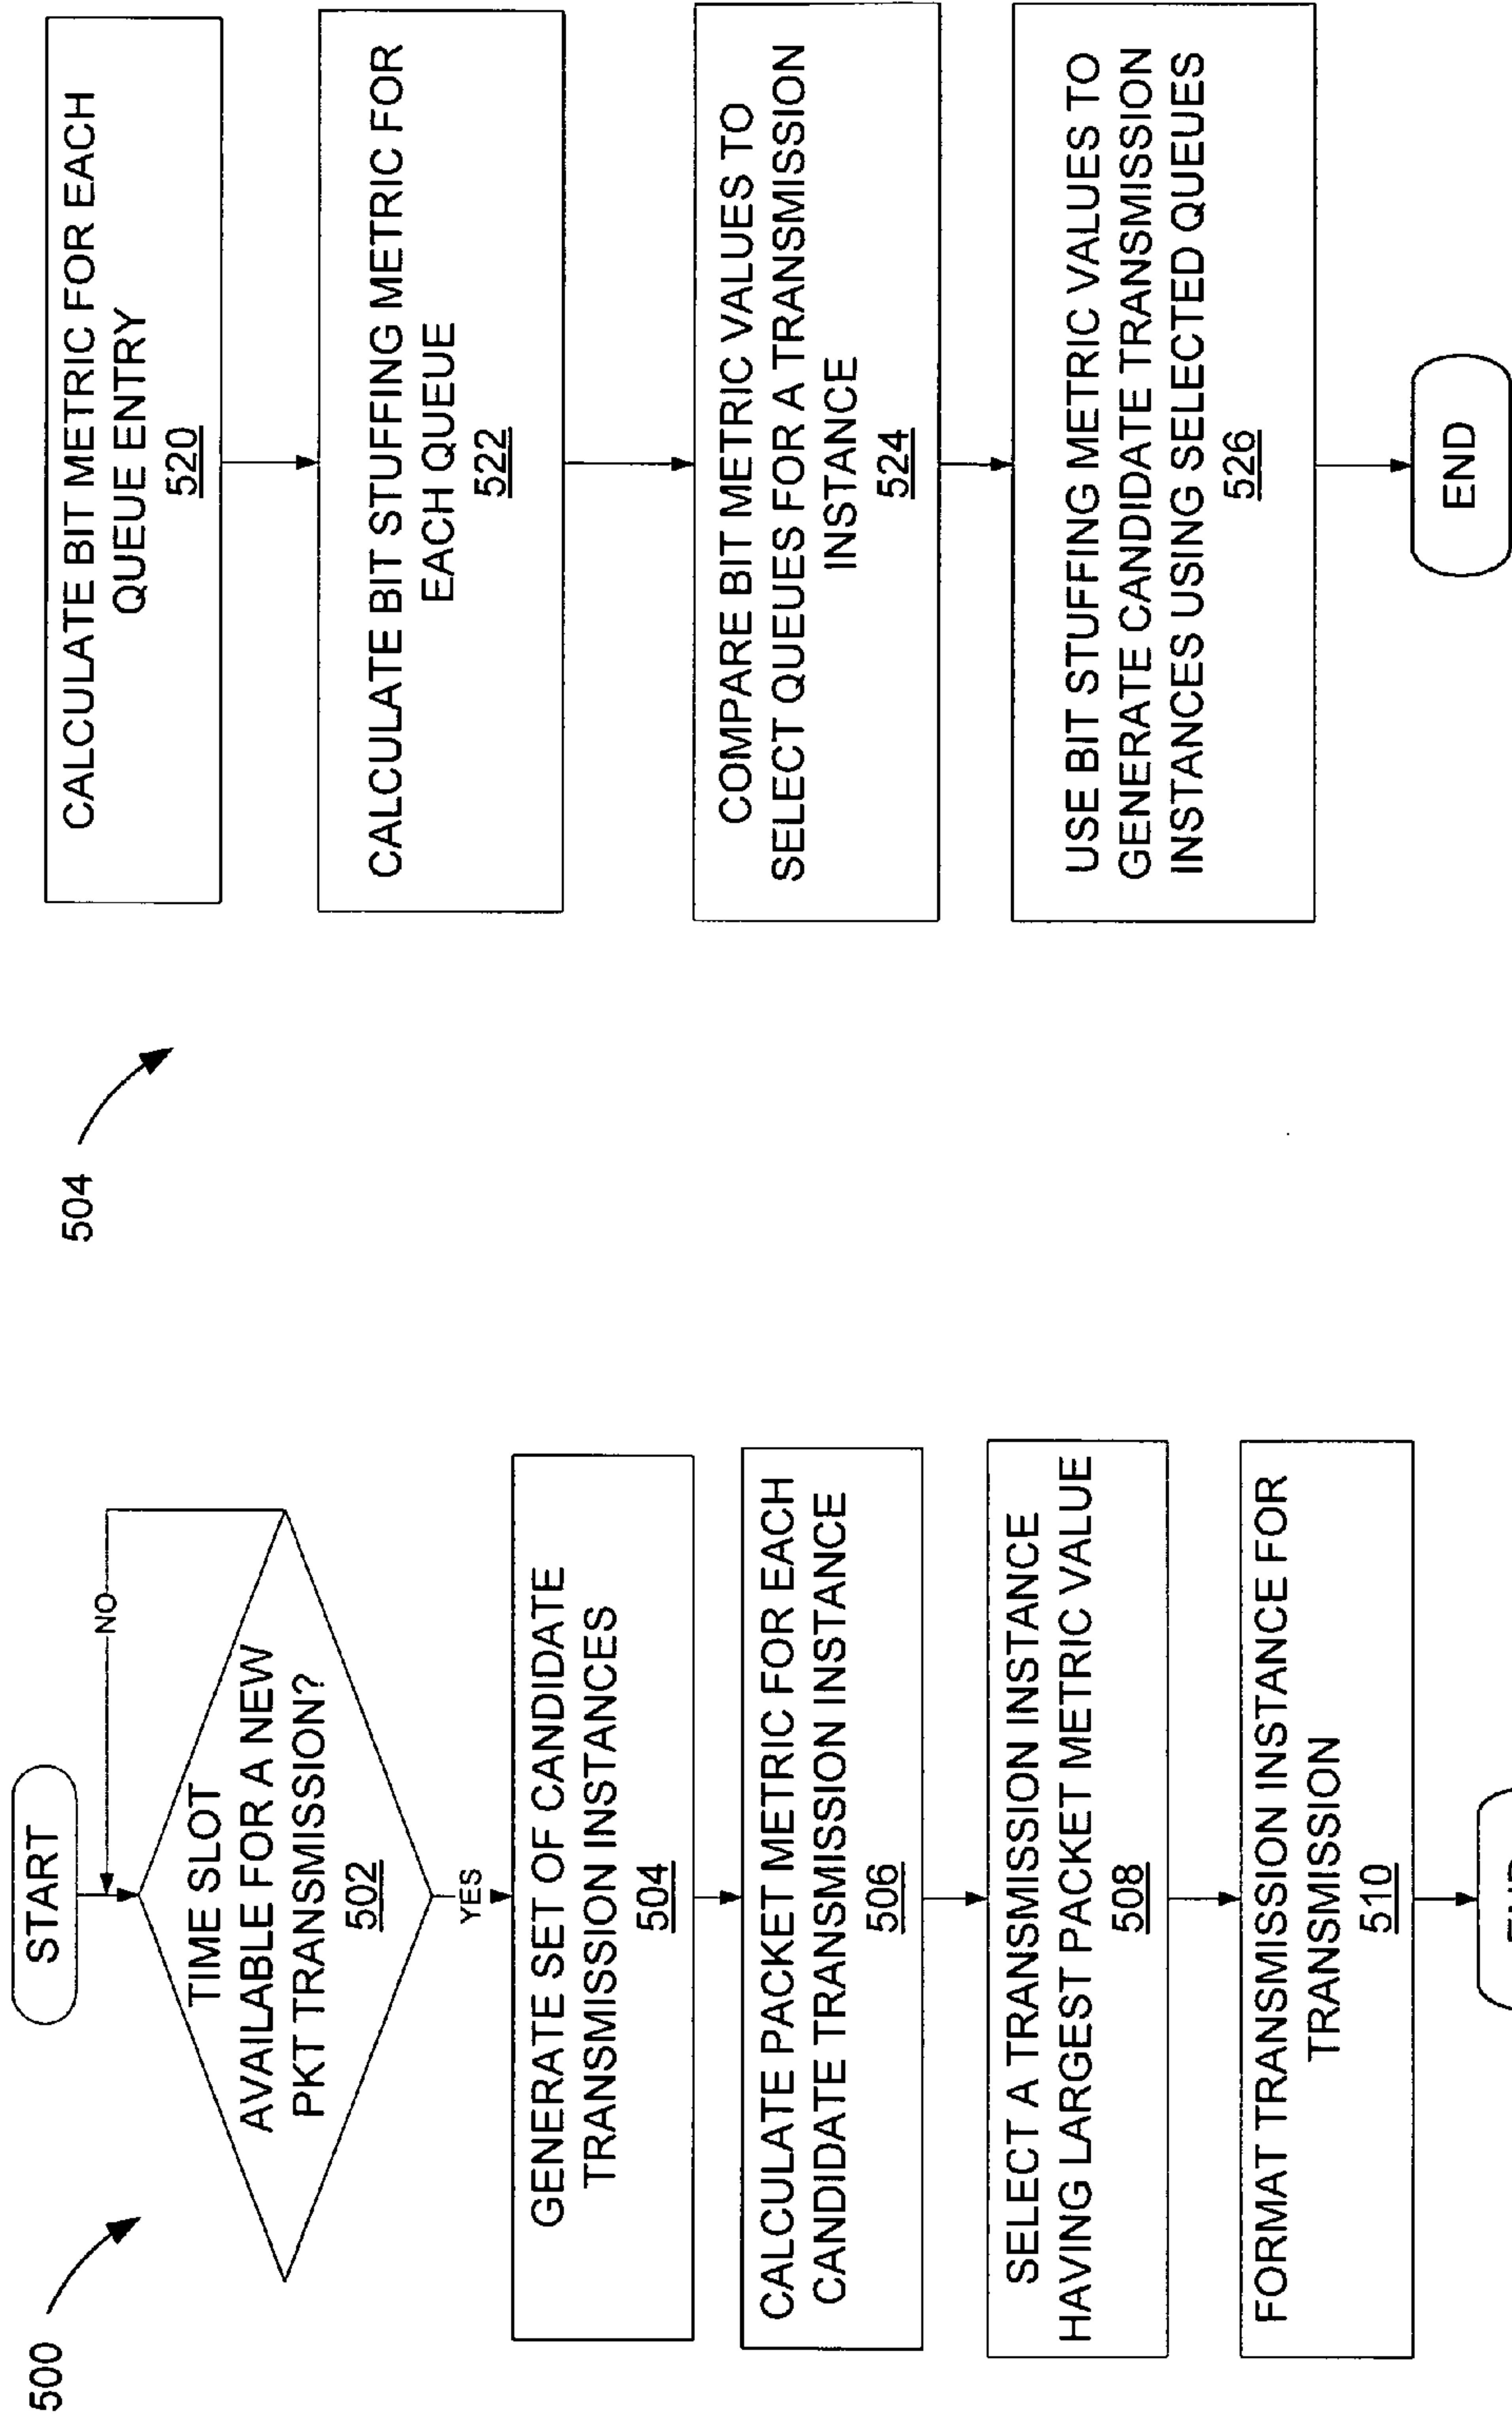 500
START
NO
TIME SLOT
AVAILABLE FOR A NEW
PKT TRANSMISSION?
502
YES
GENERATE SET OF CANDIDATE
TRANSMISSION INSTANCES
504
CALCULATE PACKET METRIC FOR EACH
CANDIDATE TRANSMISSION INSTANCE
506
SELECT A TRANSMISSION INSTANCE
HAVING LARGEST PACKET METRIC VALUE
508
FORMAT TRANSMISSION INSTANCE FOR
TRANSMISSION
510
504
CALCULATE BIT METRIC FOR EACH
QUEUE ENTRY
520
CALCULATE BIT STUFFING METRIC FOR
EACH QUEUE
522
COMPARE BIT METRIC VALUES TO
SELECT QUEUES FOR A TRANSMISSION
INSTANCE
524
USE BIT STUFFING METRIC VALUES TO
GENERATE CANDIDATE TRANSMISSION
INSTANCES USING SELECTED QUEUES
526
END